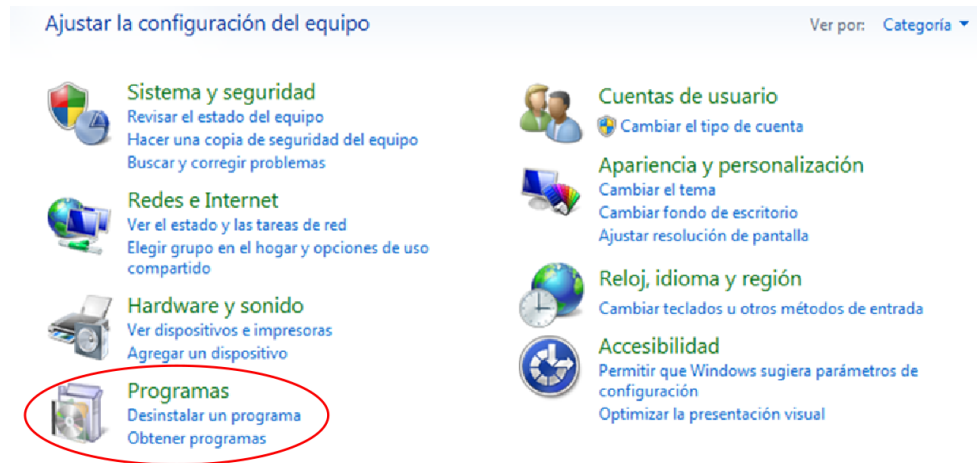 Ajustar la configuración del equipo
Ver por: Categoría
Sistema y seguridad
Revisar el estado del equipo
Hacer una copia de seguridad del equipo
Buscar y corregir problemas
Redes e Internet
Ver el estado y las tareas de red
Elegir grupo en el hogar y opciones de uso
compartido
Hardware y sonido
Ver dispositivos e impresoras
Agregar un dispositivo
Programas
Desinstalar un programa
Obtener programas
Cuentas de usuario
Cambiar el tipo de cuenta
Apariencia y personalización
Cambiar el tema
Cambiar fondo de escritorio
Ajustar resolución de pantalla
Reloj, idioma y región
Cambiar teclados u otros métodos de entrada
Accesibilidad
Permitir que Windows sugiera parámetros de
configuración
Optimizar la presentación visual